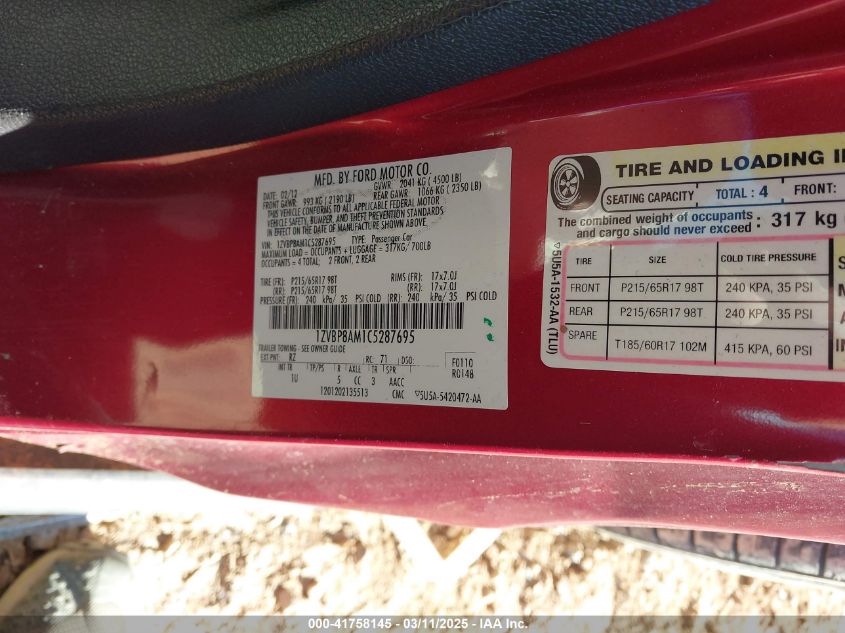 MFD. BY FORD MOTOR CO.
DATE: 02/12 GVWR: 2041 KG ( 4500 LB)
FRONT GAWR: 993 KG ( 2190 LB) REAR GAWR: 1066 KG ( 2350 LB)
THIS VEHICLE CONFORMS TO ALL APPLICABLE FEDERAL MOTOR
VEHICLE SAFETY, BUMPER, AND THEFT PREVENTION STANDARDS
IN EFFECT ON THE DATE OF MANUFACTURE SHOWN ABOVE.
VIN: 1ZVBP8AM1C5287695 TYPE: Passenger Car
MAXIMUM LOAD = OCCUPANTS + LUGGAGE = 317KG/ 700LB
OCCUPANTS = 4 TOTAL; 2 FRONT, 2 REAR
TIRE (FR): P215/65R17 98T RIMS (FR): 17x7.0J
(RR): P215/65R17 98T (RR): 17x7.0J
PRESSURE (FR): 240 kPa/ 35 PSI COLD (RR): 240 kPa/ 35 PSI COLD
1ZVBP8AM1C5287695
TRAILER TOWING - SEE OWNER GUIDE
EXT PNT: RZ RC: 71 DSO: F0110
R0148
INT TR TP/PS R AXLE TR SPR
1U 5 CC 3 AACC
1201202135513 CMC ▽5U5A-5420472-AA
▽5U5A-1532-AA (TLU)
TIRE AND LOADING I
SEATING CAPACITY TOTAL : 4 FRONT:
The combined weight of occupants
and cargo should never exceed : 317 kg
TIRE SIZE COLD TIRE PRESSURE
FRONT P215/65R17 98T 240 KPA, 35 PSI
REAR P215/65R17 98T 240 KPA, 35 PSI
SPARE T185/60R17 102M 415 KPA, 60 PSI
000-41758145 - 03/11/2025 - IAA Inc.